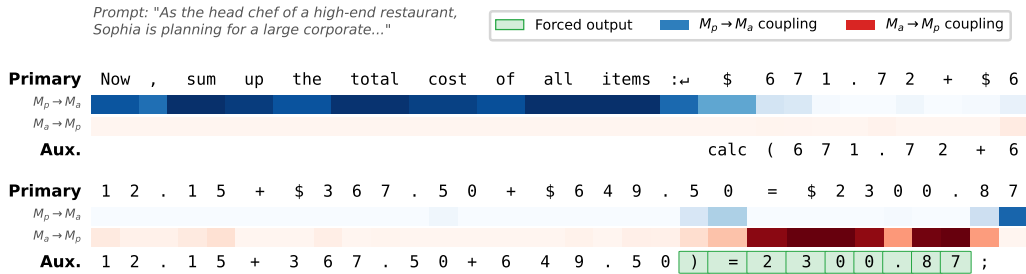 Prompt: "As the head chef of a high-end restaurant,
Sophia is planning for a large corporate..."
Forced output
Mp→Ma coupling
Ma→Mp coupling
Primary Now , sum up the total cost of all items :↵ $ 6 7 1 . 7 2 + $ 6
Mp→Ma
Ma→Mp
Aux. calc ( 6 7 1 . 7 2 + 6
Primary 1 2 . 1 5 + $ 3 6 7 . 5 0 + $ 6 4 9 . 5 0 = $ 2 3 0 0 . 8 7
Mp→Ma
Ma→Mp
Aux. 1 2 . 1 5 + 3 6 7 . 5 0 + 6 4 9 . 5 0 ) = 2 3 0 0 . 8 7 ;